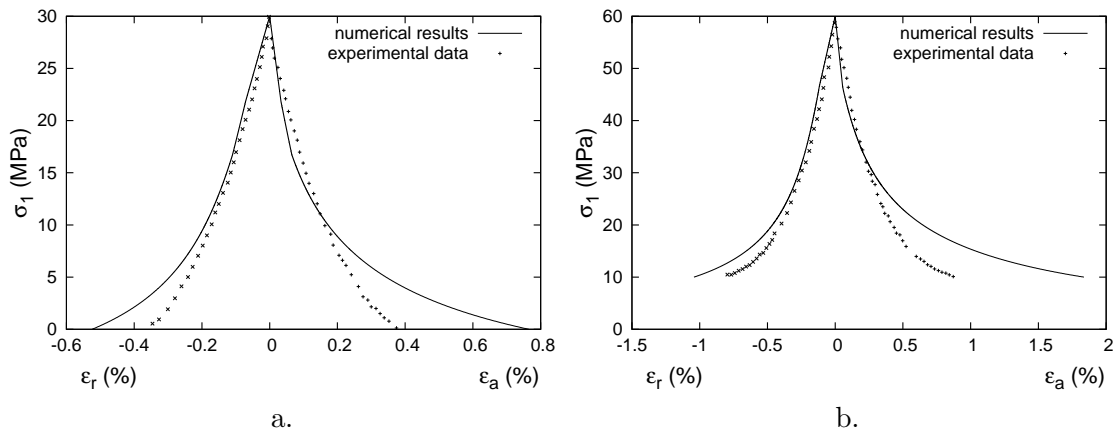 30
25
20
15
10
5
0
σ1 (MPa)
numerical results
experimental data
-0.6 -0.4 -0.2 0 0.2 0.4 0.6 0.8
εr (%) εa (%)
a.
60
50
40
30
20
10
0
σ1 (MPa)
numerical results
experimental data
-1.5 -1 -0.5 0 0.5 1 1.5 2
εr (%) εa (%)
b.